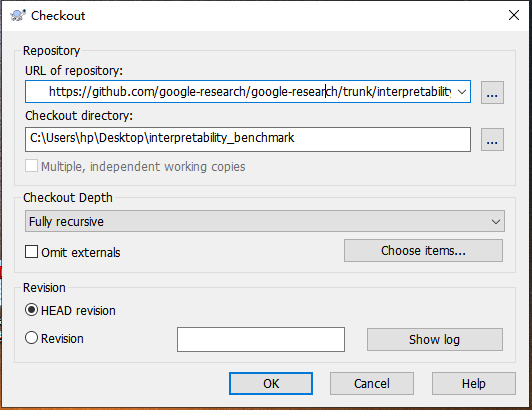 Checkout
Repository
URL of repository:
https://github.com/google-research/google-research/trunk/interpretability
...
Checkout directory:
C:\Users\hp\Desktop\interpretability_benchmark
...
Multiple, independent working copies
Checkout Depth
Fully recursive
Omit externals
Choose items...
Revision
HEAD revision
Revision
Show log
OK
Cancel
Help